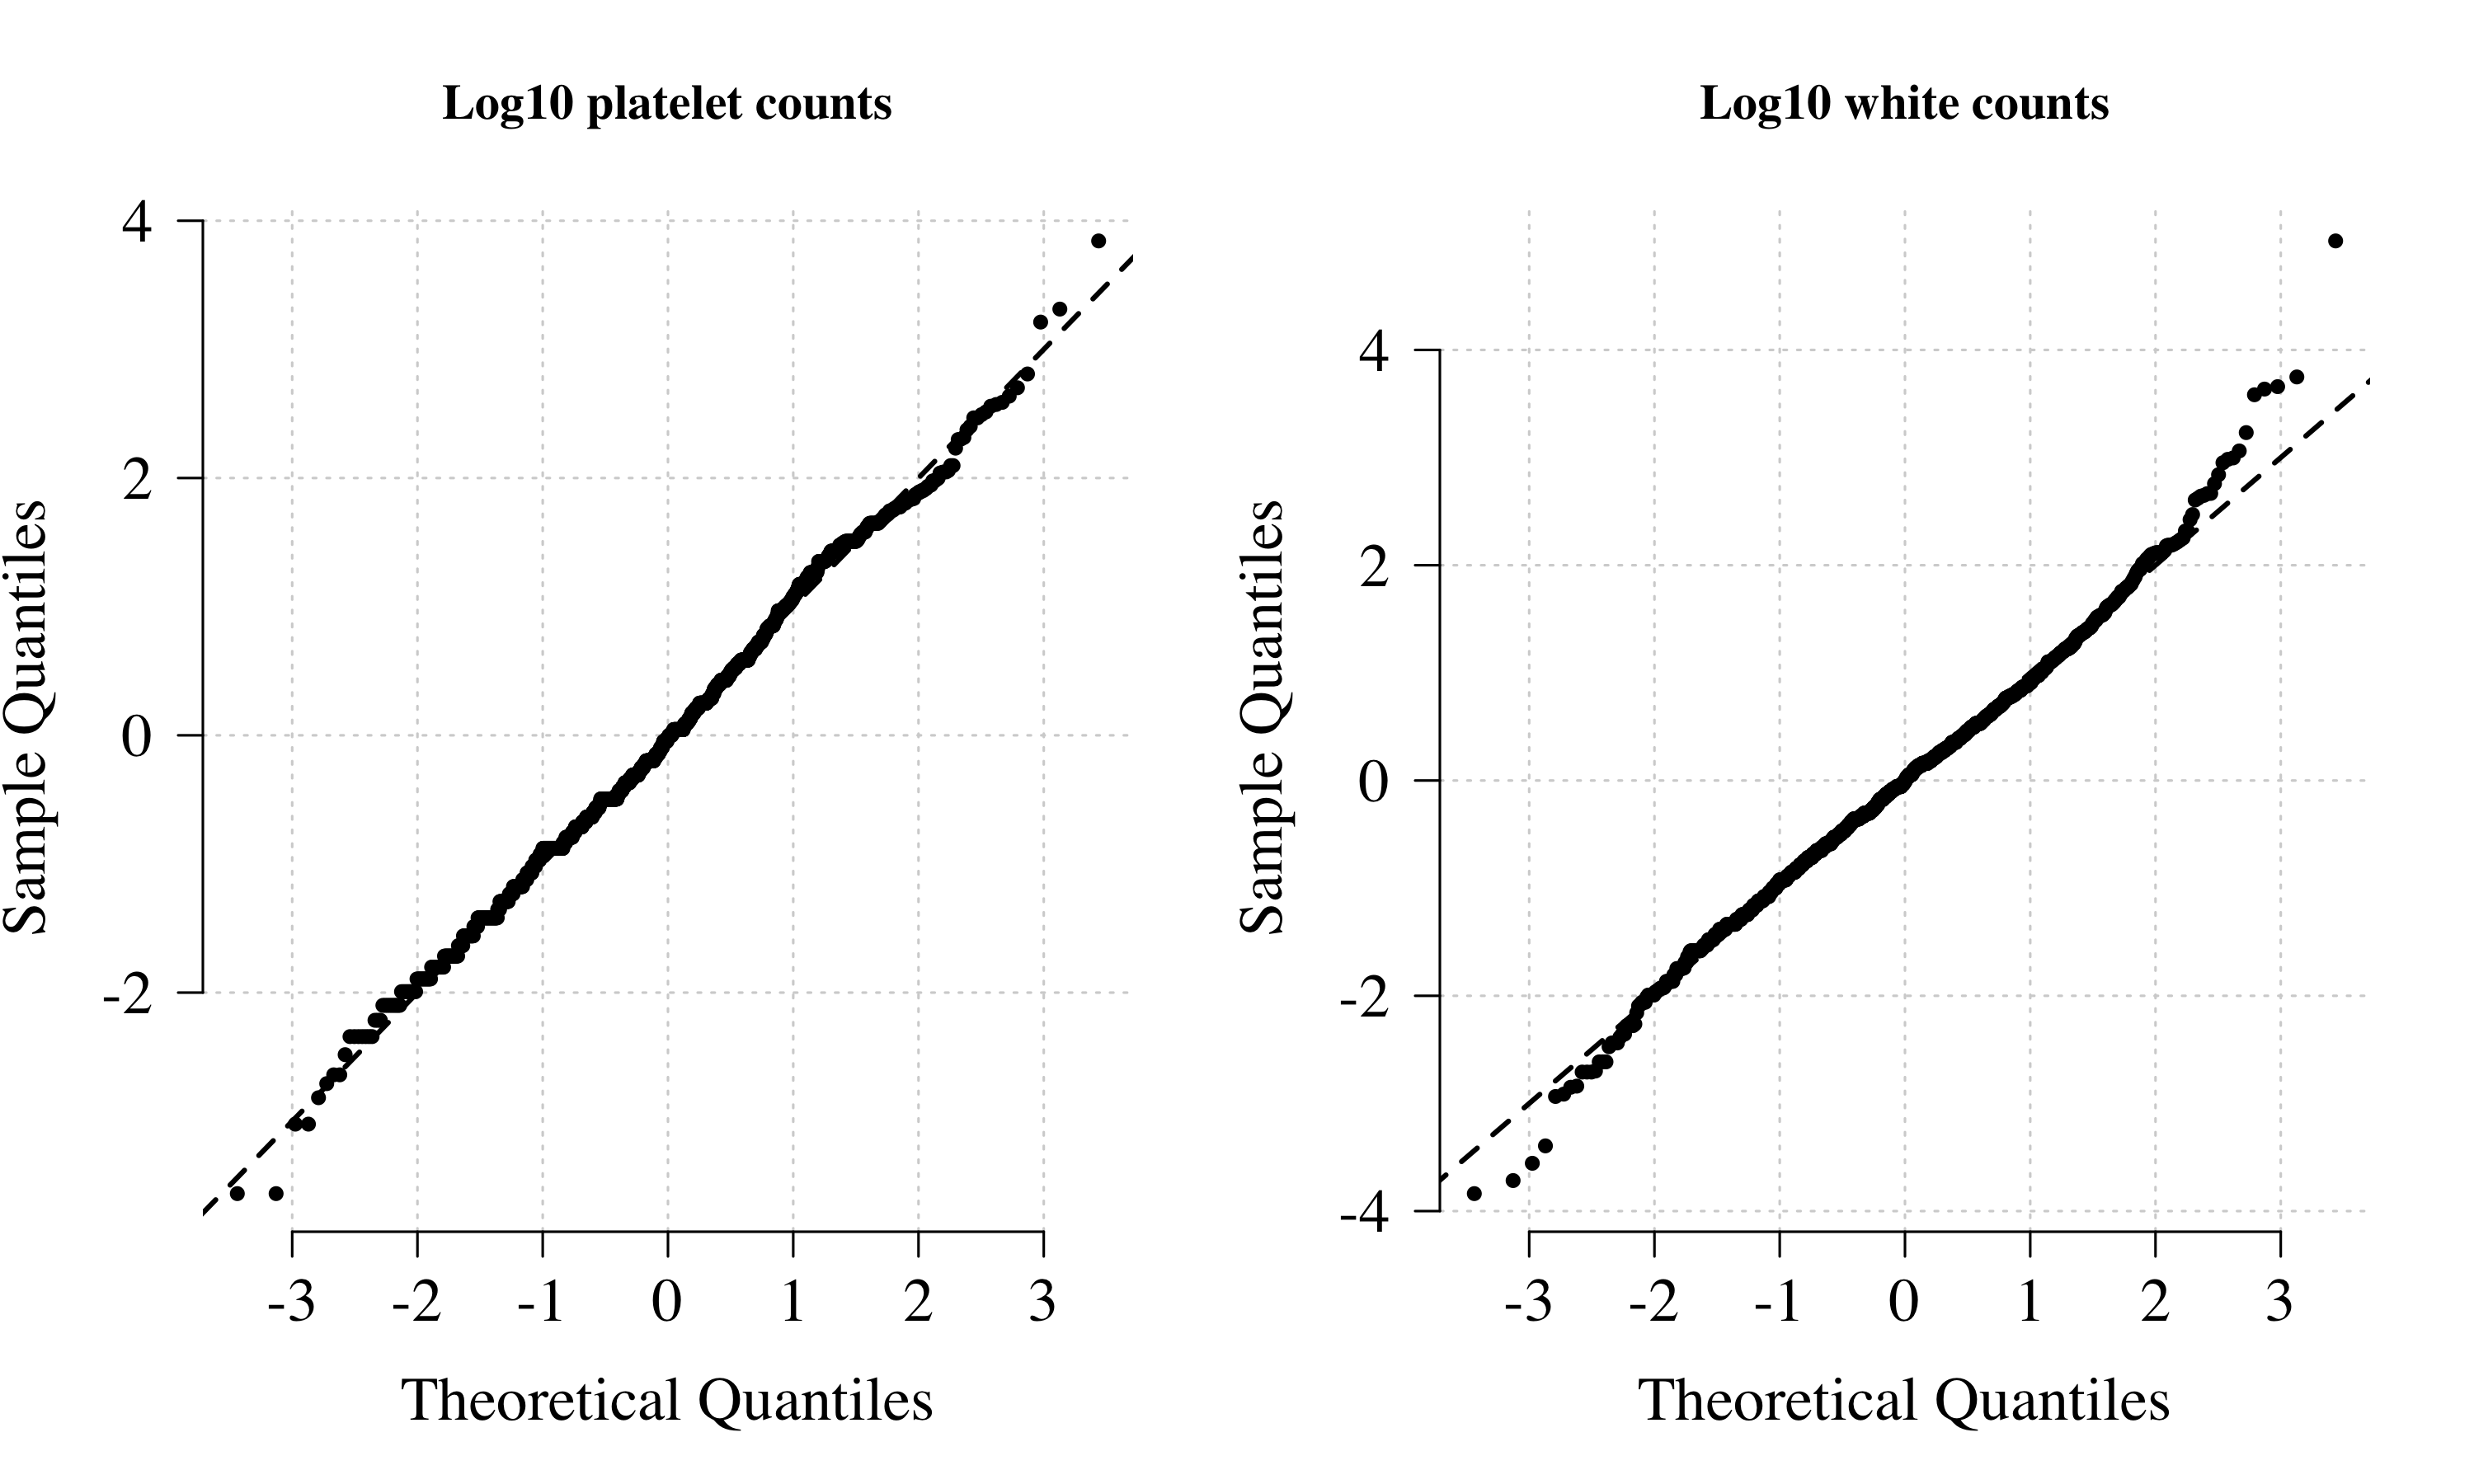 Log10 platelet counts
Sample Quantiles
4
2
0
-2
-3 -2 -1 0 1 2 3
Theoretical Quantiles
Log10 white counts
Sample Quantiles
4
2
0
-2
-4
-3 -2 -1 0 1 2 3
Theoretical Quantiles